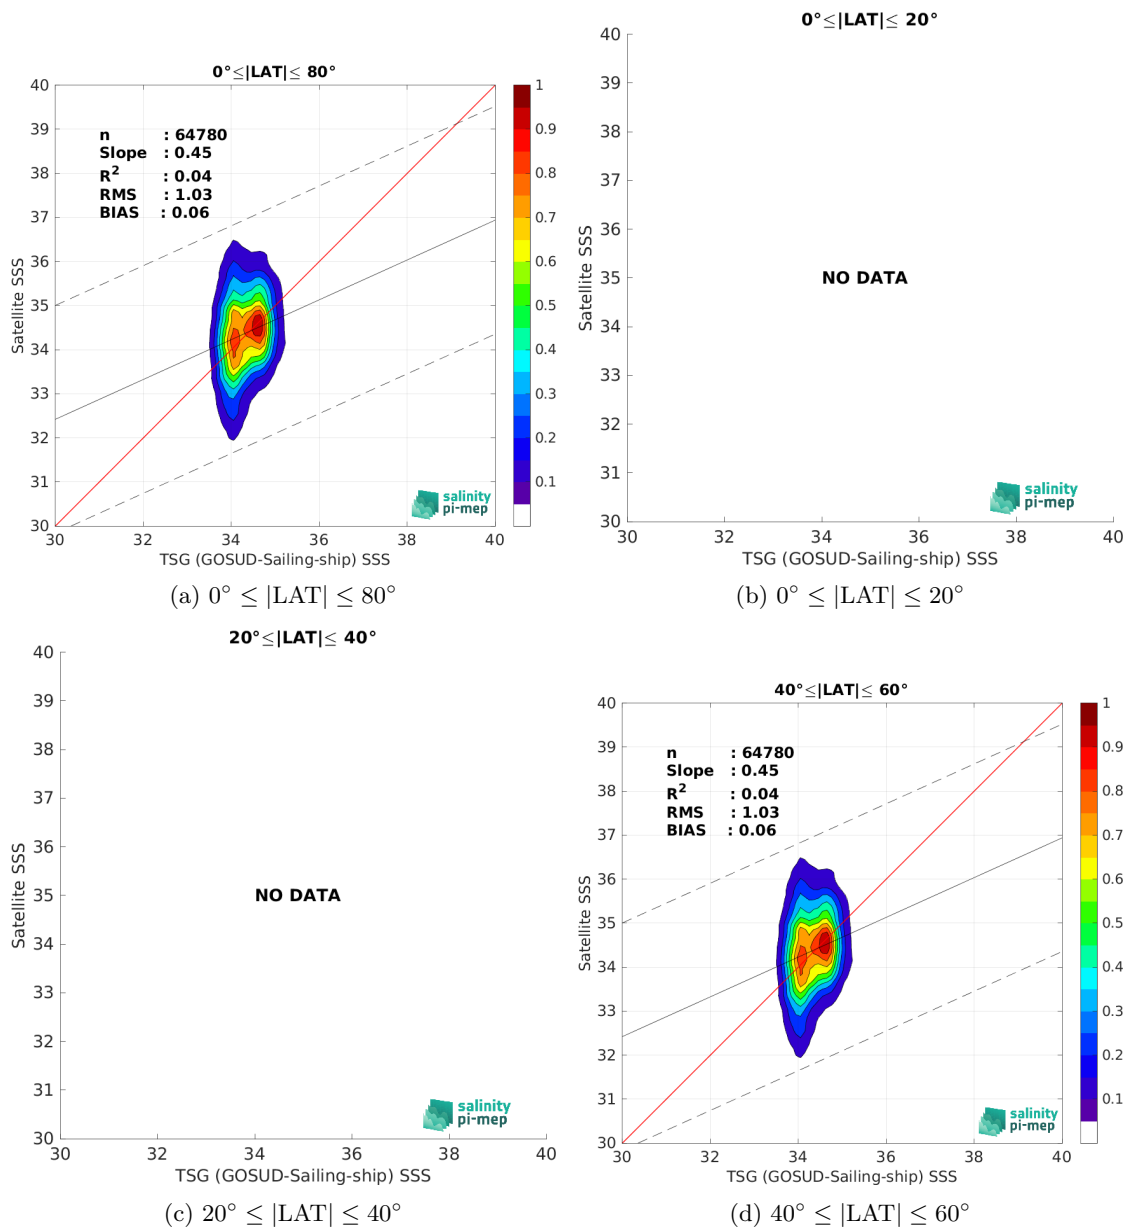 0°≤|LAT|≤ 80°
40
39
38
37
36
35
34
33
32
31
30
30
32
34
36
38
40
n : 64780
Slope : 0.45
R² : 0.04
RMS : 1.03
BIAS : 0.06
Satellite SSS
TSG (GOSUD-Sailing-ship) SSS
salinity
pi-mep
1
0.9
0.8
0.7
0.6
0.5
0.4
0.3
0.2
0.1
(a) 0° ≤ |LAT| ≤ 80°
0°≤|LAT|≤ 20°
40
39
38
37
36
35
34
33
32
31
30
30
32
34
36
38
40
NO DATA
Satellite SSS
TSG (GOSUD-Sailing-ship) SSS
salinity
pi-mep
(b) 0° ≤ |LAT| ≤ 20°
20°≤|LAT|≤ 40°
40
39
38
37
36
35
34
33
32
31
30
30
32
34
36
38
40
NO DATA
Satellite SSS
TSG (GOSUD-Sailing-ship) SSS
salinity
pi-mep
(c) 20° ≤ |LAT| ≤ 40°
40°≤|LAT|≤ 60°
40
39
38
37
36
35
34
33
32
31
30
30
32
34
36
38
40
n : 64780
Slope : 0.45
R² : 0.04
RMS : 1.03
BIAS : 0.06
Satellite SSS
TSG (GOSUD-Sailing-ship) SSS
salinity
pi-mep
1
0.9
0.8
0.7
0.6
0.5
0.4
0.3
0.2
0.1
(d) 40° ≤ |LAT| ≤ 60°